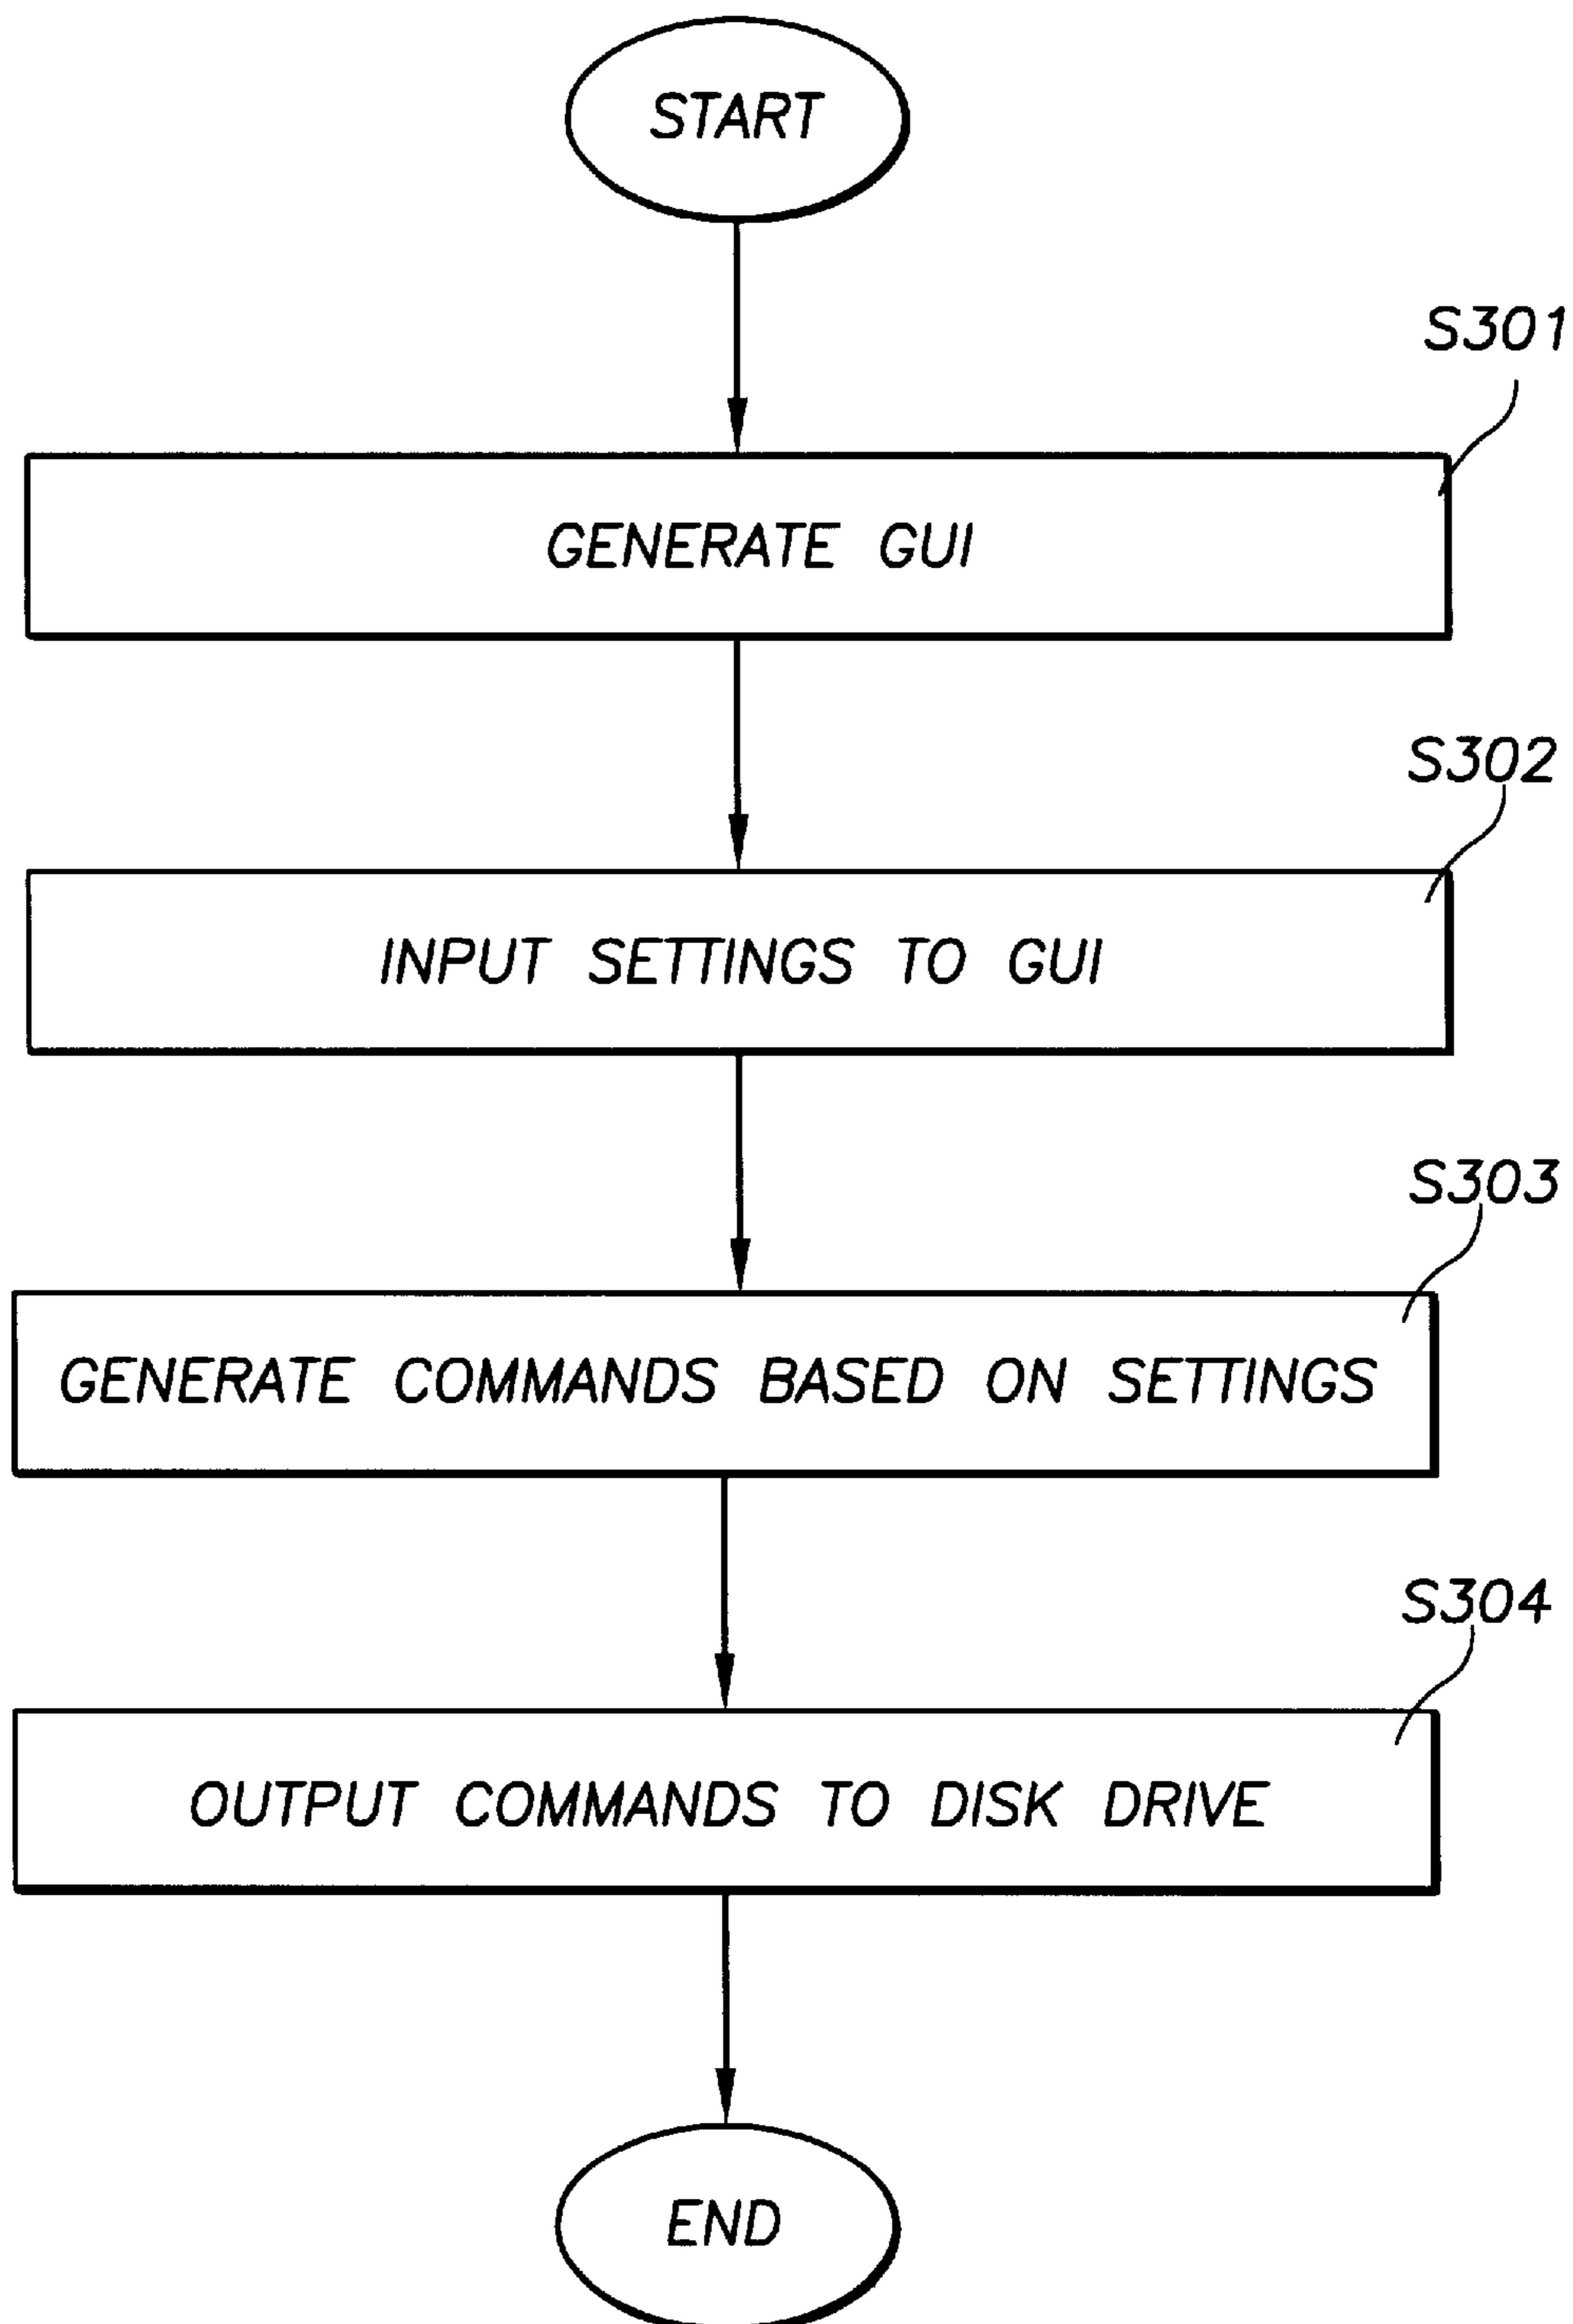 START
S301
GENERATE GUI
S302
INPUT SETTINGS TO GUI
S303
GENERATE COMMANDS BASED ON SETTINGS
S304
OUTPUT COMMANDS TO DISK DRIVE
END